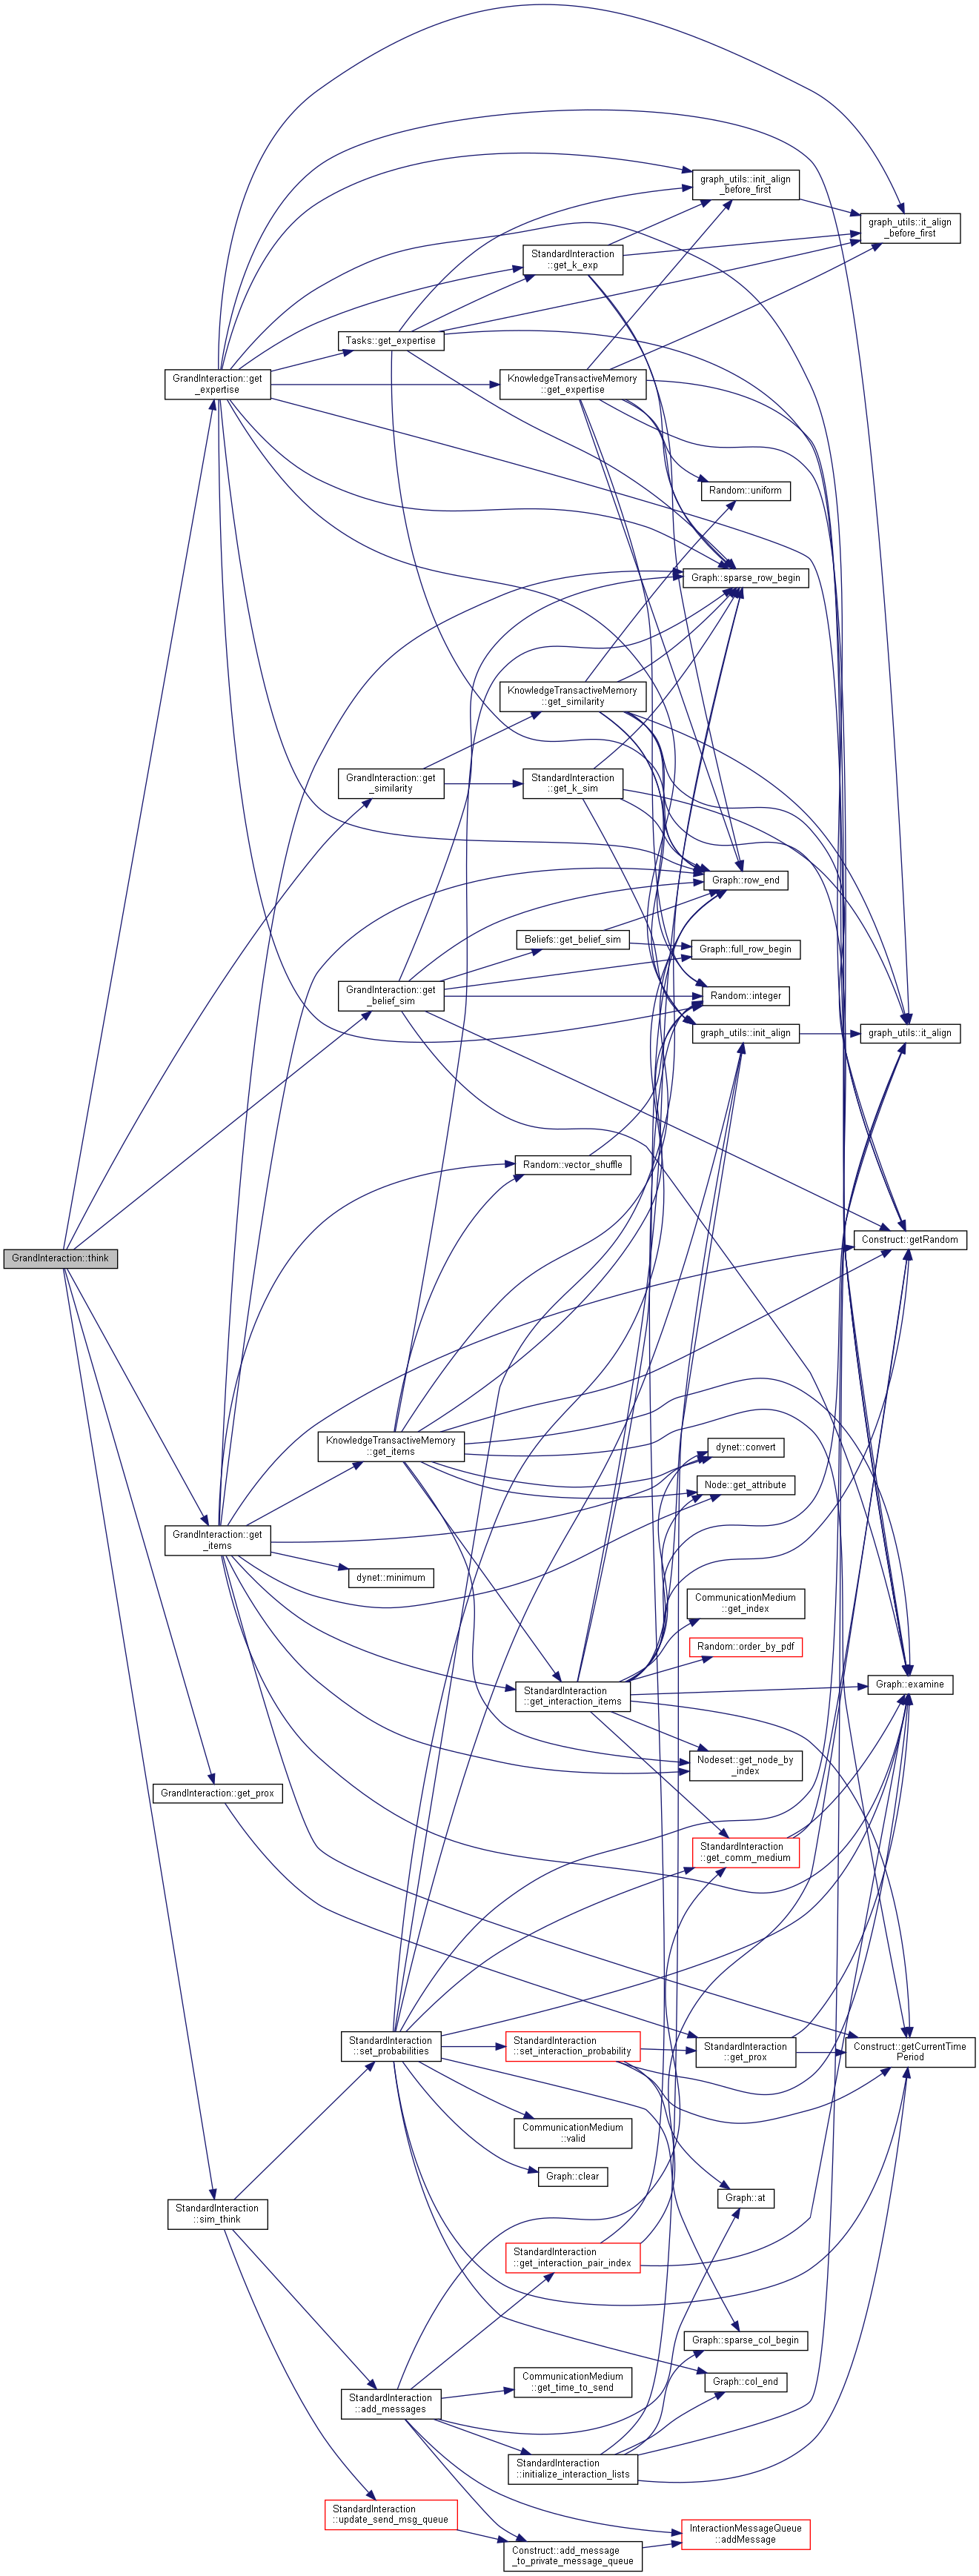 graph_utils::init_align
_before_first
graph_utils::it_align
_before_first
StandardInteraction
::get_k_exp
Tasks::get_expertise
GrandInteraction::get
_expertise
KnowledgeTransactiveMemory
::get_expertise
Random::uniform
Graph::sparse_row_begin
KnowledgeTransactiveMemory
::get_similarity
GrandInteraction::get
_similarity
StandardInteraction
::get_k_sim
Graph::row_end
Beliefs::get_belief_sim
Graph::full_row_begin
GrandInteraction::get
_belief_sim
Random::integer
graph_utils::init_align
graph_utils::it_align
Random::vector_shuffle
Construct::getRandom
GrandInteraction::think
KnowledgeTransactiveMemory
::get_items
dynet::convert
Node::get_attribute
GrandInteraction::get
_items
dynet::minimum
CommunicationMedium
::get_index
Random::order_by_pdf
Graph::examine
StandardInteraction
::get_interaction_items
Nodeset::get_node_by
_index
GrandInteraction::get_prox
StandardInteraction
::get_comm_medium
StandardInteraction
::set_probabilities
StandardInteraction
::set_interaction_probability
StandardInteraction
::get_prox
Construct::getCurrentTime
Period
CommunicationMedium
::valid
Graph::clear
Graph::at
StandardInteraction
::sim_think
StandardInteraction
::get_interaction_pair_index
Graph::sparse_col_begin
CommunicationMedium
::get_time_to_send
Graph::col_end
StandardInteraction
::add_messages
StandardInteraction
::initialize_interaction_lists
StandardInteraction
::update_send_msg_queue
InteractionMessageQueue
::addMessage
Construct::add_message
_to_private_message_queue